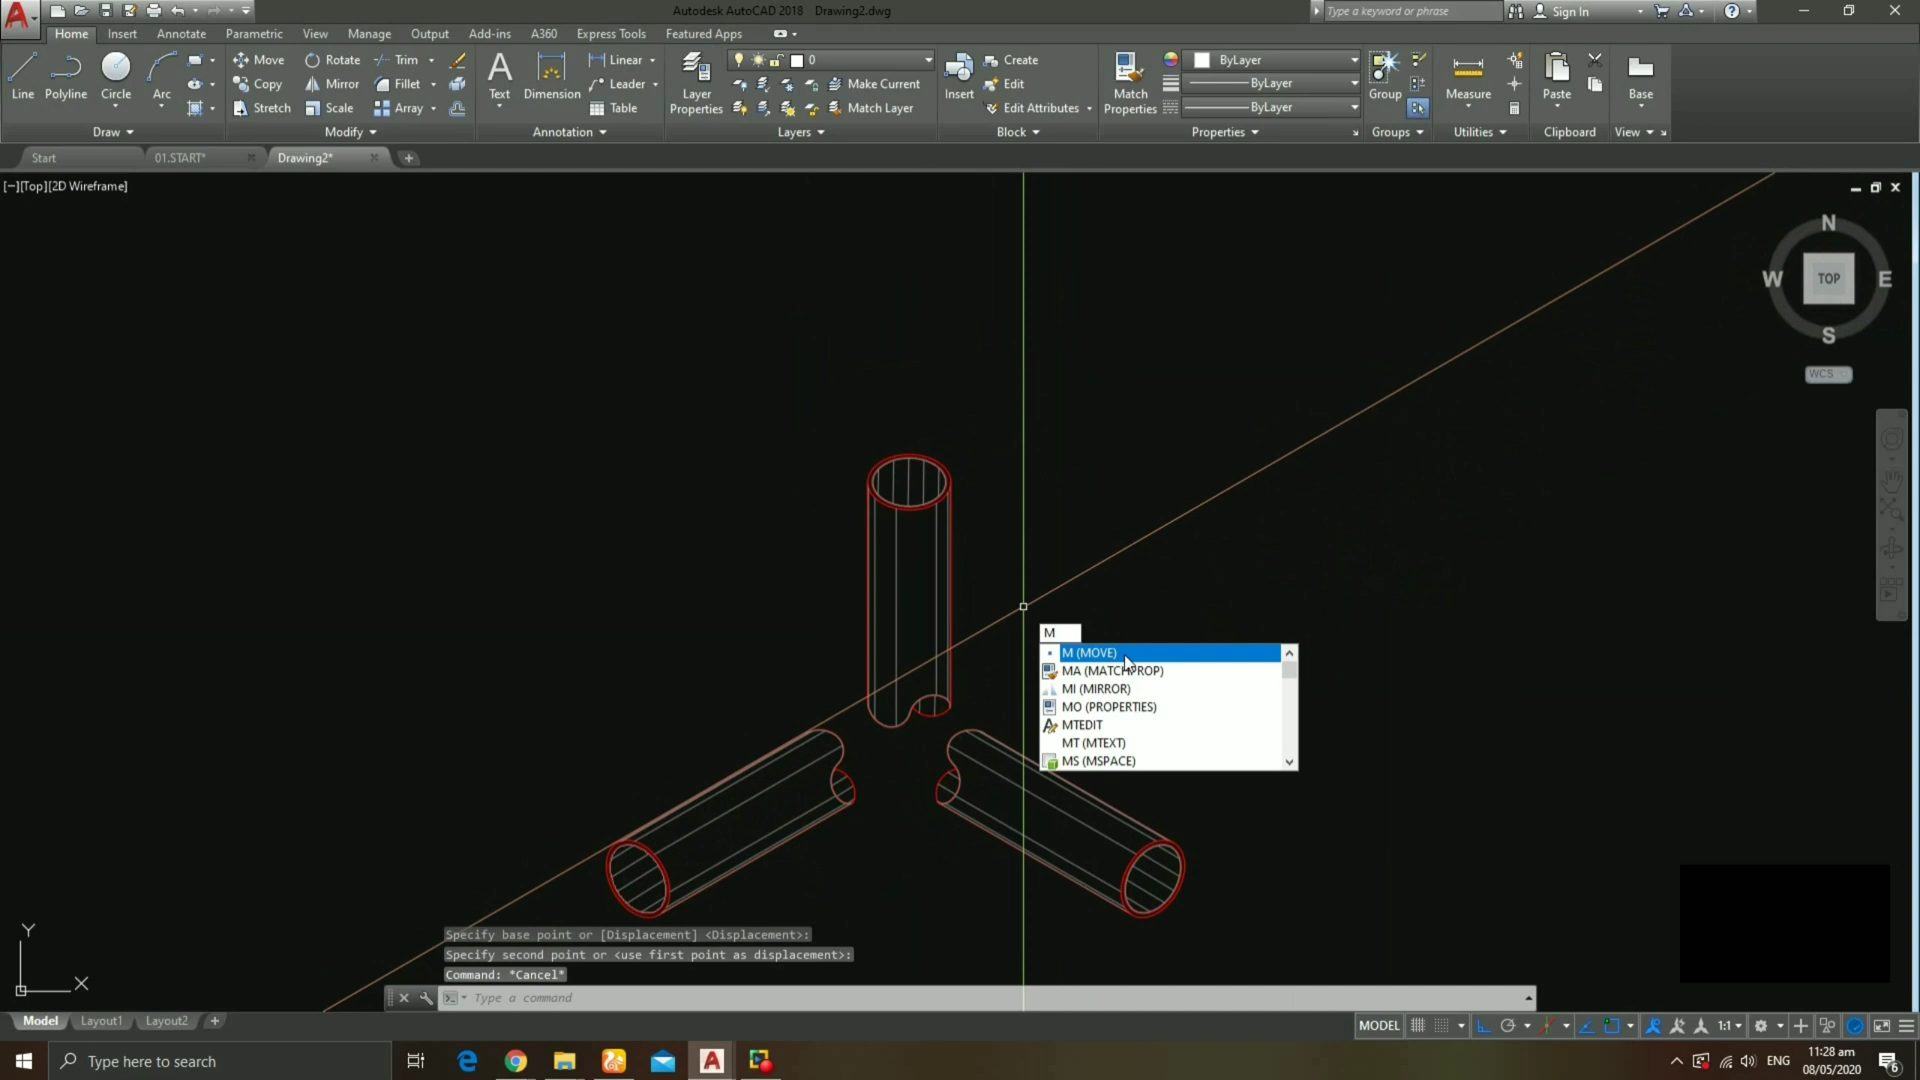 Autodesk AutoCAD 2018   Drawing2.dwg
Type a keyword or phrase
Sign In
Home Insert Annotate Parametric View Manage Output Add-ins A360 Express Tools Featured Apps
Line Polyline Circle Arc
Move Rotate Trim
Copy Mirror Fillet
Stretch Scale Array
Text Dimension
Linear
Leader
Table
Layer Properties
0
Make Current
Match Layer
Insert
Create
Edit
Edit Attributes
Match Properties
ByLayer
ByLayer
ByLayer
Group Measure Paste Base
Draw Modify Annotation Layers Block Properties Groups Utilities Clipboard View
Start 01.START* Drawing2*
[−][Top][2D Wireframe]
N
W TOP E
S
WCS
M
M (MOVE)
MA (MATCHPROP)
MI (MIRROR)
MO (PROPERTIES)
MTEDIT
MT (MTEXT)
MS (MSPACE)
Y
X
Specify base point or [Displacement] <Displacement>:
Specify second point or <use first point as displacement>:
Command: *Cancel*
Type a command
Model Layout1 Layout2
MODEL 1:1
Type here to search
ENG
11:28 am
08/05/2020
6